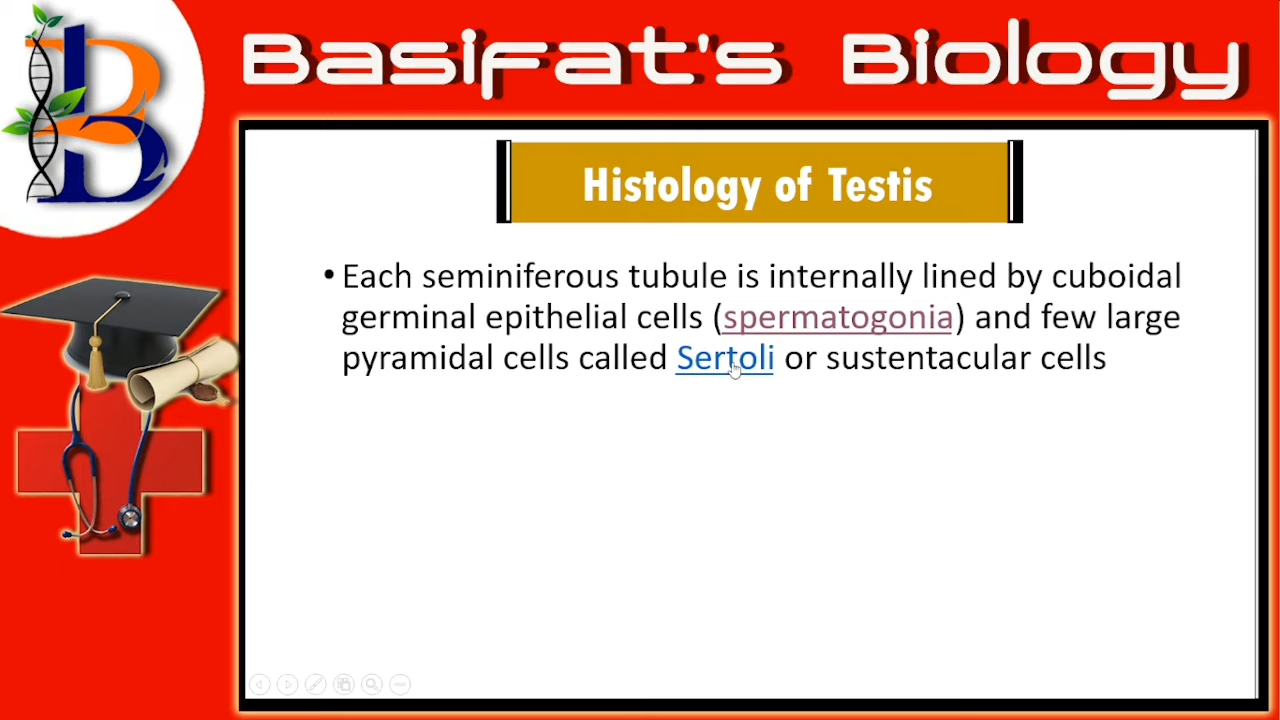 B
Basifat's Biology
Histology of Testis
• Each seminiferous tubule is internally lined by cuboidal
germinal epithelial cells (spermatogonia) and few large
pyramidal cells called Sertoli or sustentacular cells